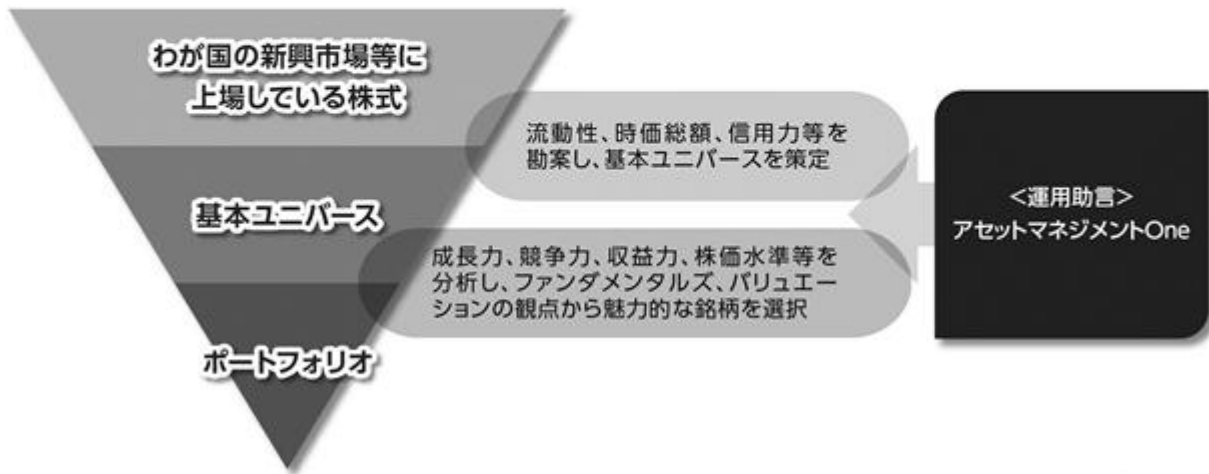 わが国の新興市場等に
上場している株式
流動性、時価総額、信用力等を
勘案し、基本ユニバースを策定
基本ユニバース
成長力、競争力、収益力、株価水準等を
分析し、ファンダメンタルズ、バリュエー
ションの観点から魅力的な銘柄を選択
ポートフォリオ
<運用助言>
アセットマネジメントOne